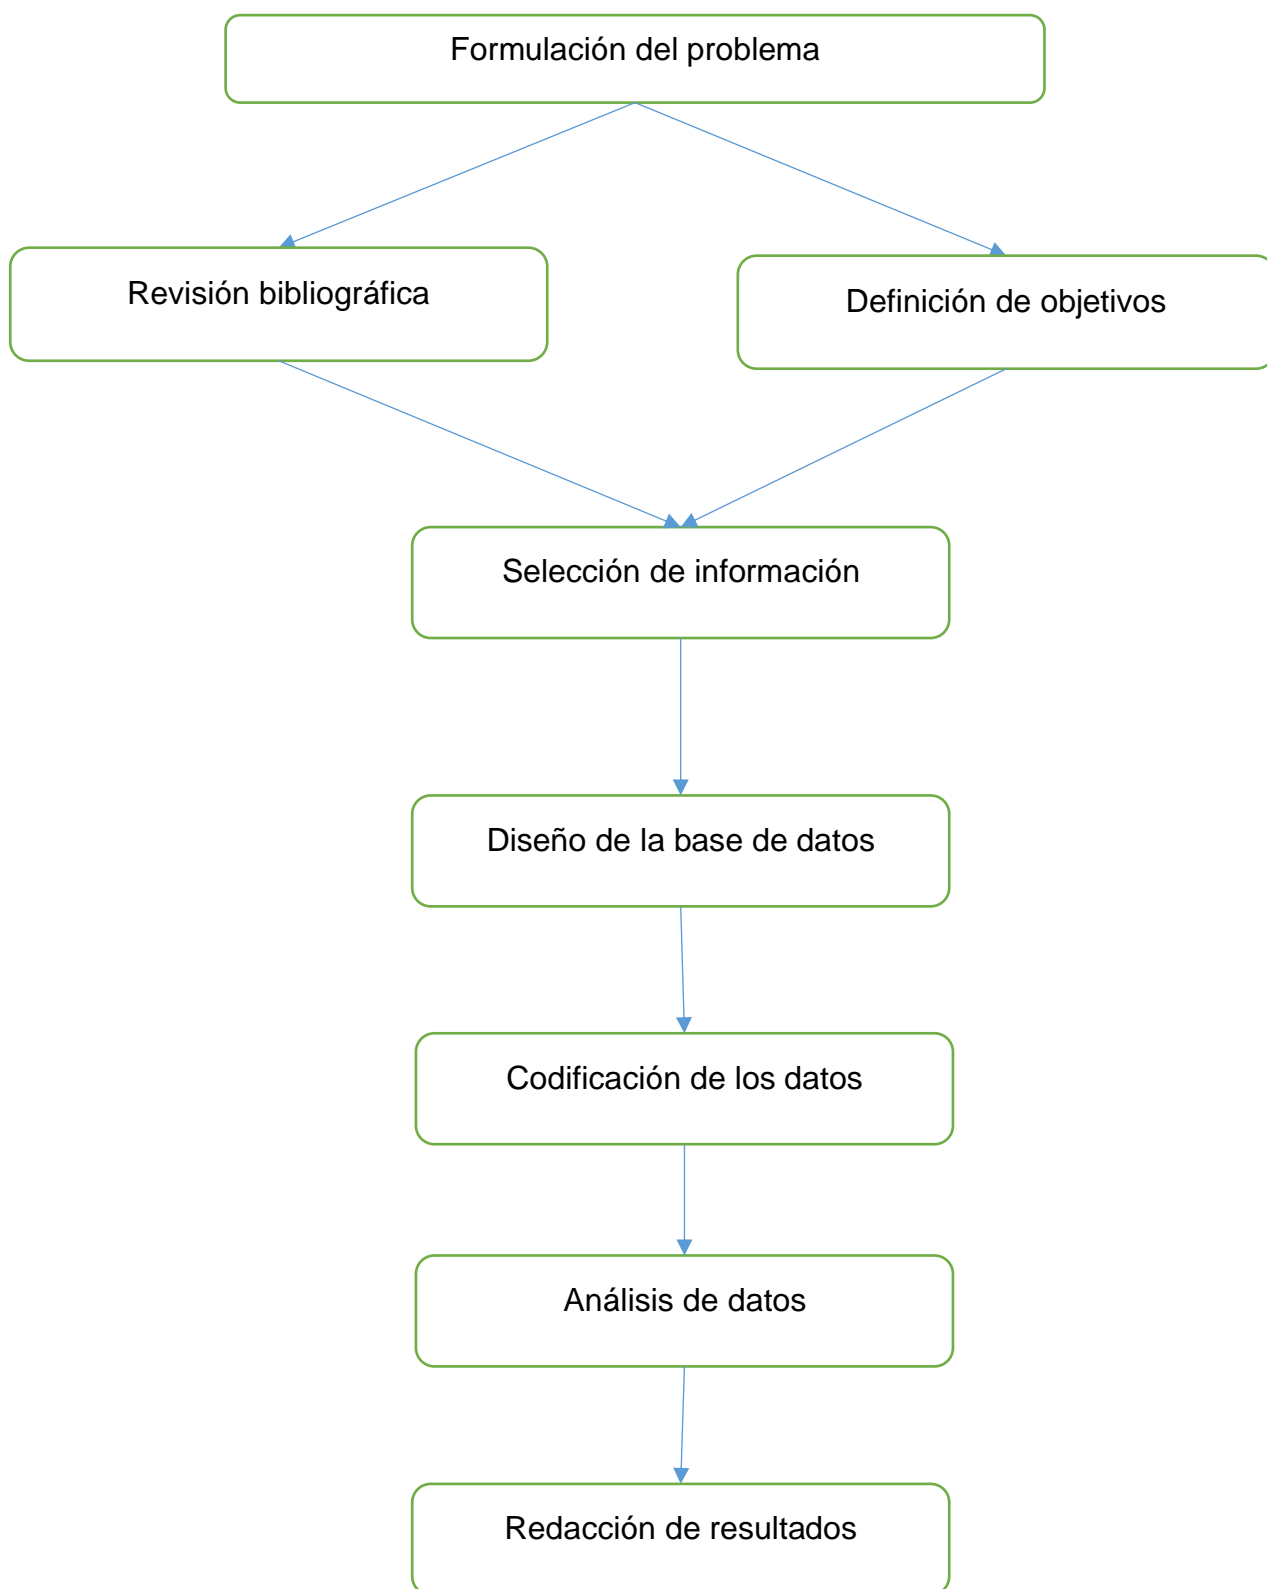 Formulación del problema
Revisión bibliográfica
Definición de objetivos
Selección de información
Diseño de la base de datos
Codificación de los datos
Análisis de datos
Redacción de resultados